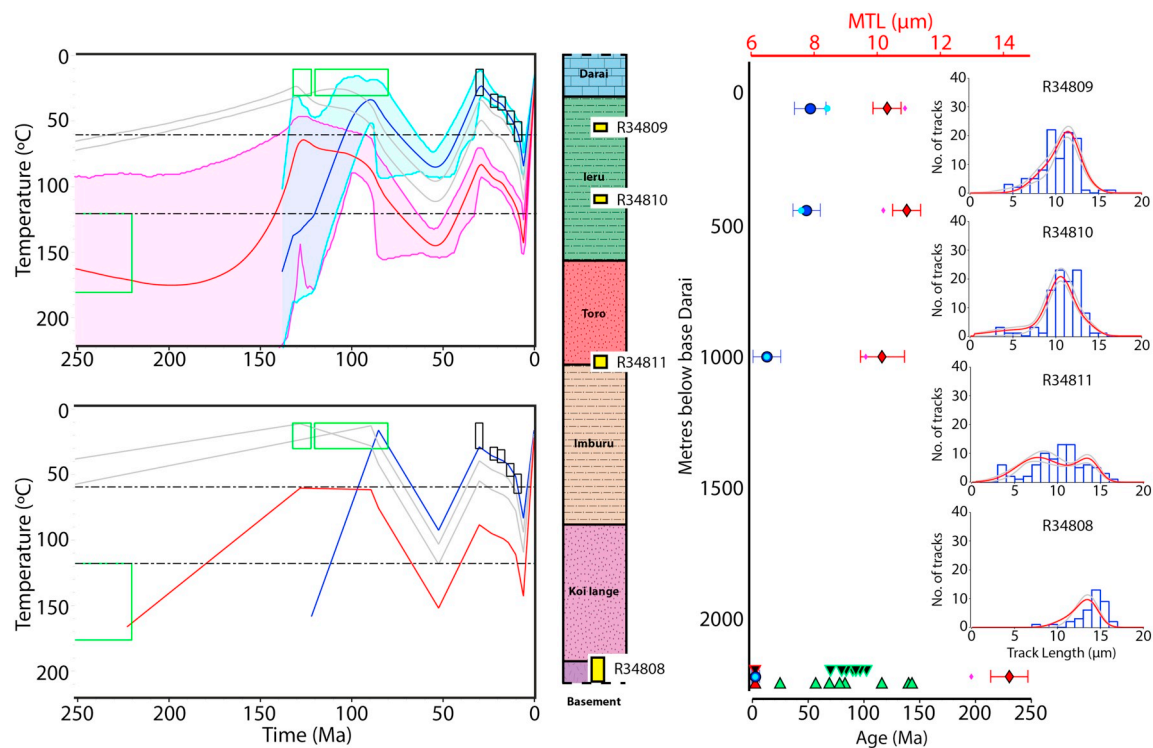 0
50
100
150
200
Temperature (ºC)
250 200 150 100 50 0
0
50
100
150
200
Temperature (ºC)
250 200 150 100 50 0
Time (Ma)
Darai
R34809
Ieru
R34810
Toro
R34811
Imburu
Koi lange
R34808
Basement
MTL (µm)
6 8 10 12 14
0
500
1000
1500
2000
Metres below base Darai
0 50 100 150 200 250
Age (Ma)
R34809
40
30
20
10
0
No. of tracks
0 5 10 15 20
R34810
40
30
20
10
0
No. of tracks
0 5 10 15 20
R34811
40
30
20
10
0
No. of tracks
0 5 10 15 20
R34808
40
30
20
10
0
No. of tracks
0 5 10 15 20
Track Length (µm)